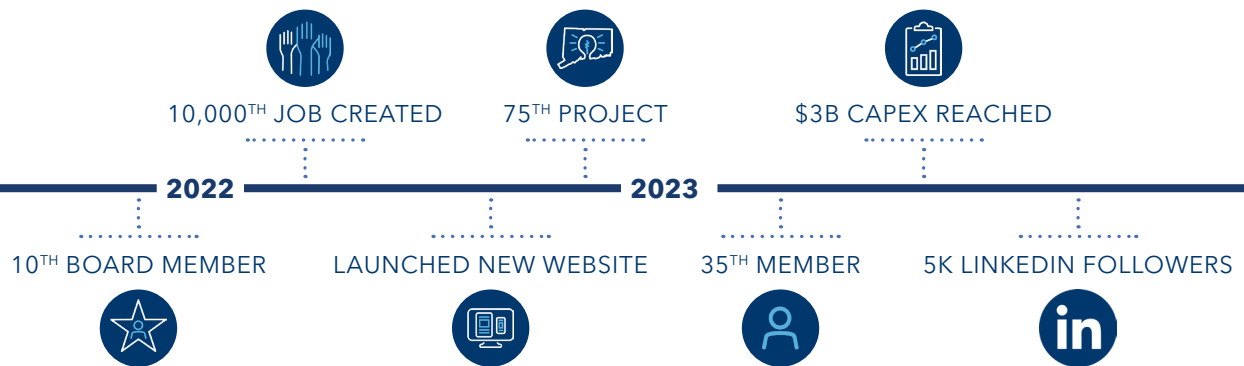 10,000TH JOB CREATED
75TH PROJECT
$3B CAPEX REACHED
2022
2023
10TH BOARD MEMBER
LAUNCHED NEW WEBSITE
35TH MEMBER
5K LINKEDIN FOLLOWERS
in